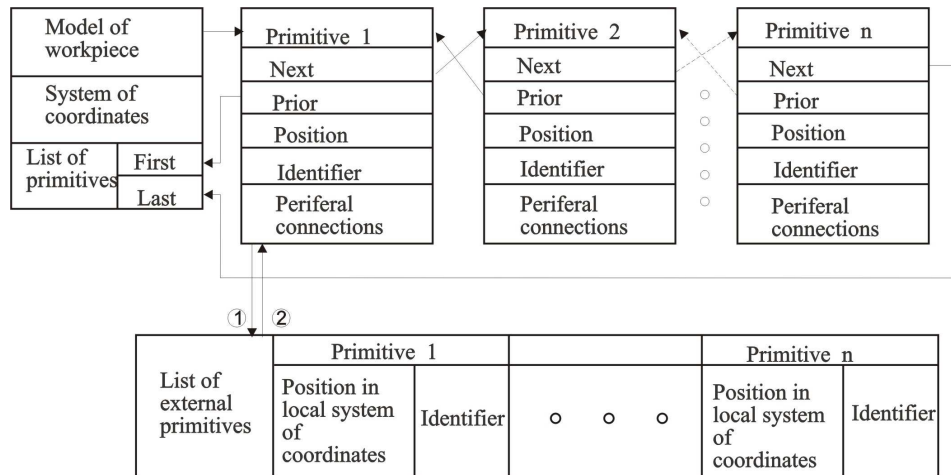 Model of
workpiece
System of
coordinates
List of
primitives
First
Last
Primitive 1
Next
Prior
Position
Identifier
Periferal
connections
Primitive 2
Next
Prior
Position
Identifier
Periferal
connections
Primitive n
Next
Prior
Position
Identifier
Periferal
connections
1 2
List of
external
primitives
Primitive 1
Position in
local system
of
coordinates
Identifier
Primitive n
Position in
local system
of
coordinates
Identifier